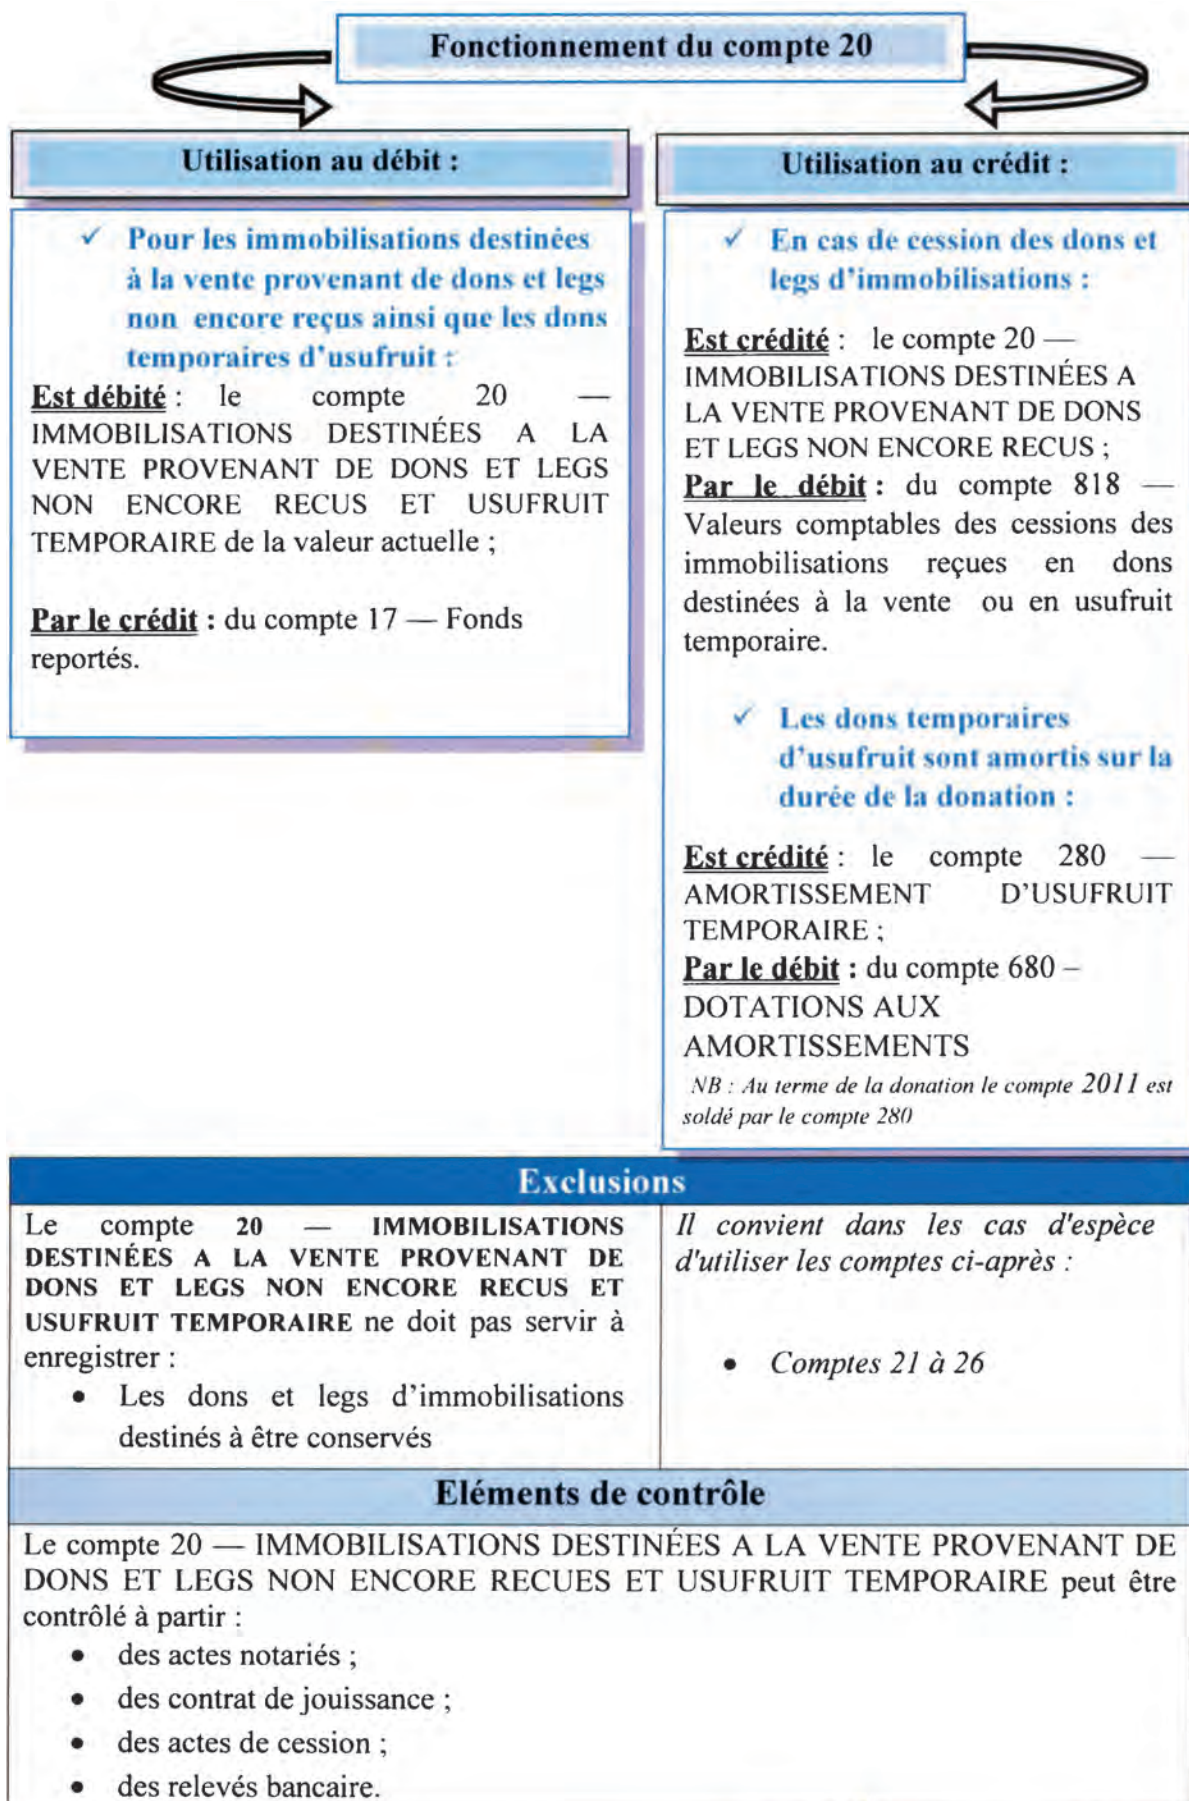 Fonctionnement du compte 20
Utilisation au débit :
✓ Pour les immobilisations destinées
à la vente provenant de dons et legs
non encore reçus ainsi que les dons
temporaires d'usufruit :
Est débité : le compte 20 —
IMMOBILISATIONS DESTINÉES A LA
VENTE PROVENANT DE DONS ET LEGS
NON ENCORE RECUS ET USUFRUIT
TEMPORAIRE de la valeur actuelle ;
Par le crédit : du compte 17 — Fonds
reportés.
Utilisation au crédit :
✓ En cas de cession des dons et
legs d'immobilisations :
Est crédité : le compte 20 —
IMMOBILISATIONS DESTINÉES A
LA VENTE PROVENANT DE DONS
ET LEGS NON ENCORE RECUS ;
Par le débit : du compte 818 —
Valeurs comptables des cessions des
immobilisations reçues en dons
destinées à la vente ou en usufruit
temporaire.
✓ Les dons temporaires
d'usufruit sont amortis sur la
durée de la donation :
Est crédité : le compte 280 —
AMORTISSEMENT D'USUFRUIT
TEMPORAIRE ;
Par le débit : du compte 680 –
DOTATIONS AUX
AMORTISSEMENTS
NB : Au terme de la donation le compte 2011 est
soldé par le compte 280
Exclusions
Le compte 20 — IMMOBILISATIONS
DESTINÉES A LA VENTE PROVENANT DE
DONS ET LEGS NON ENCORE RECUS ET
USUFRUIT TEMPORAIRE ne doit pas servir à
enregistrer :
• Les dons et legs d'immobilisations
destinés à être conservés
Il convient dans les cas d'espèce
d'utiliser les comptes ci-après :
• Comptes 21 à 26
Eléments de contrôle
Le compte 20 — IMMOBILISATIONS DESTINÉES A LA VENTE PROVENANT DE
DONS ET LEGS NON ENCORE RECUES ET USUFRUIT TEMPORAIRE peut être
contrôlé à partir :
• des actes notariés ;
• des contrat de jouissance ;
• des actes de cession ;
• des relevés bancaire.